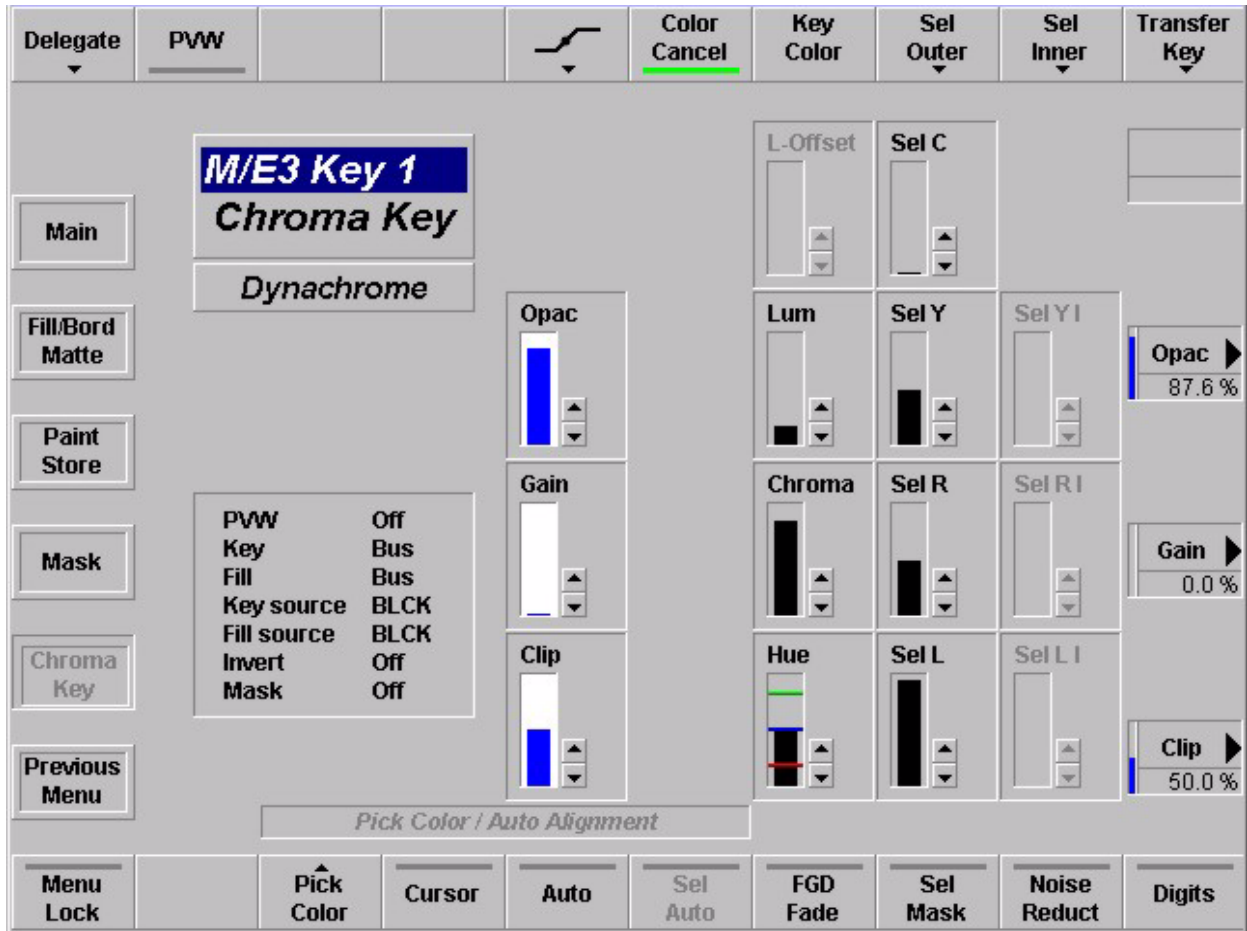 Delegate
PVW
Color
Cancel
Key
Color
Sel
Outer
Sel
Inner
Transfer
Key
M/E3 Key 1
Chroma Key
Dynachrome
Main
Fill/Bord
Matte
Paint
Store
Mask
Chroma
Key
Previous
Menu
PVW Off
Key Bus
Fill Bus
Key source BLCK
Fill source BLCK
Invert Off
Mask Off
L-Offset
Sel C
Opac
Lum
Sel Y
Sel Y I
Gain
Chroma
Sel R
Sel R I
Clip
Hue
Sel L
Sel L I
Opac
87.6 %
Gain
0.0 %
Clip
50.0 %
Pick Color / Auto Alignment
Menu
Lock
Pick
Color
Cursor
Auto
Sel
Auto
FGD
Fade
Sel
Mask
Noise
Reduct
Digits